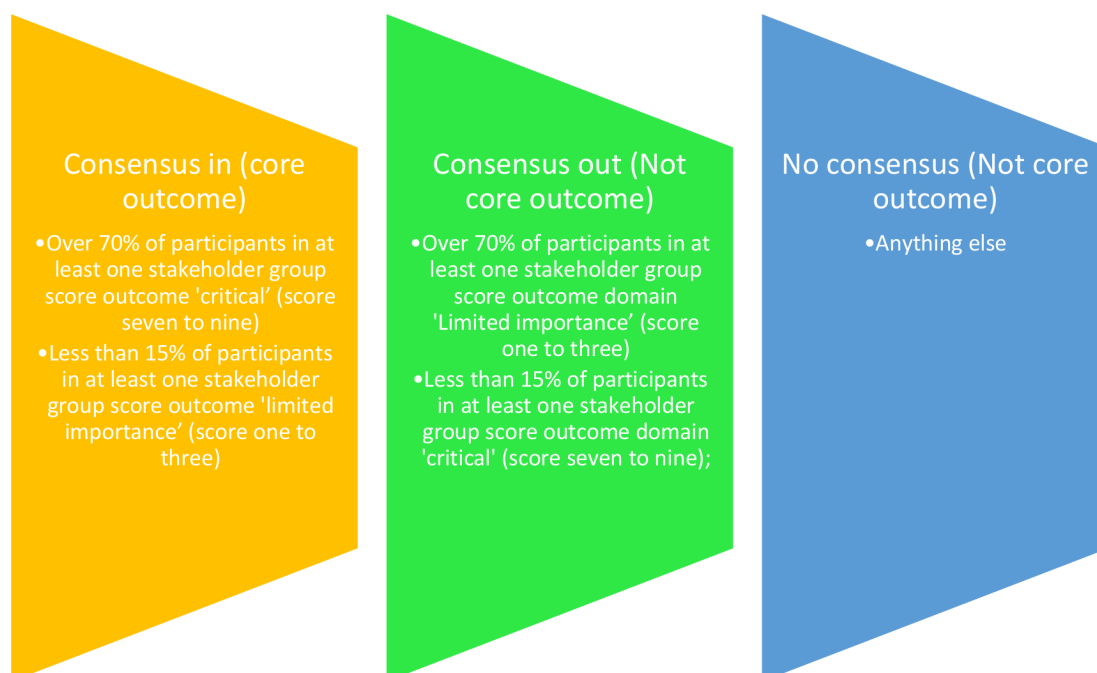 Consensus in (core
outcome)
•Over 70% of participants in at
least one stakeholder group
score outcome 'critical’ (score
seven to nine)
•Less than 15% of participants
in at least one stakeholder
group score outcome 'limited
importance’ (score one to
three)
Consensus out (Not
core outcome)
•Over 70% of participants in at
least one stakeholder group
score outcome domain
'Limited importance’ (score
one to three)
•Less than 15% of participants
in at least one stakeholder
group score outcome domain
'critical' (score seven to nine);
No consensus (Not core
outcome)
•Anything else